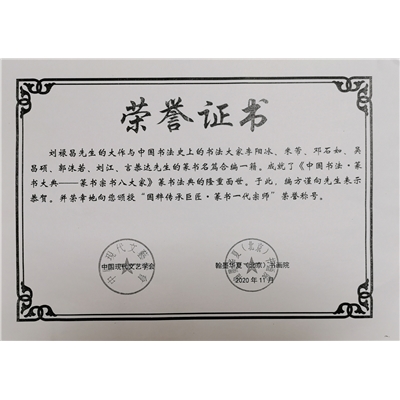 荣誉证书
刘禄昌先生的大作与中国书法史上的书法大家李阳冰、米芾、邓石如、吴
昌硕、郭沫若、刘江、言恭达先生的篆书名篇合编一籍。成就了《中国书法·篆
书大典——篆书宗书八大家》篆书法典的隆重面世。于此，编方谨向先生表示
恭贺。并荣幸地向您颁授“国粹传承巨匠·篆书一代宗师”荣誉称号。
中国现代文艺学会
翰墨华夏（北京）书画院
2020年11月